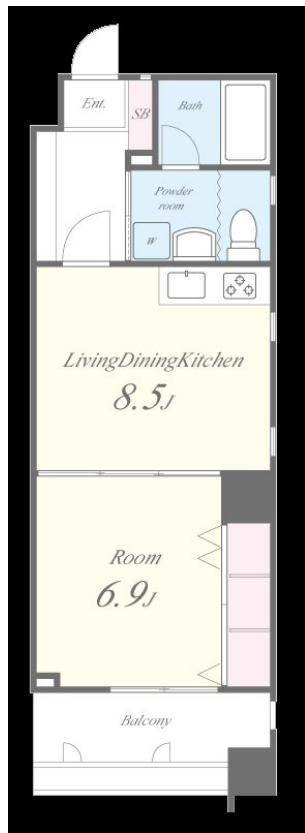 Ent.
SB
Bath
Powder
room
W
LivingDiningKitchen
8.5J
Room
6.9J
Balcony